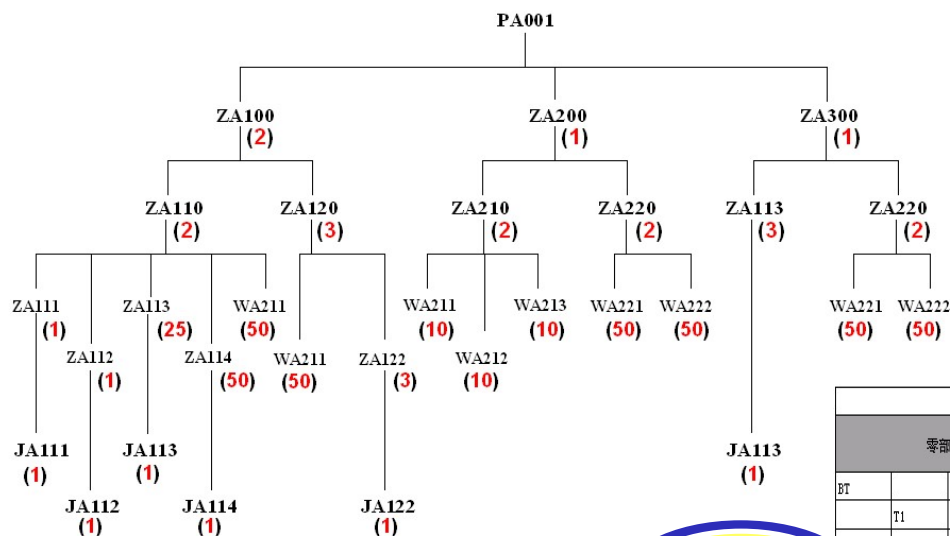 PA001
ZA100 ZA200 ZA300
(2) (1) (1)
ZA110 ZA120 ZA210 ZA220 ZA113 ZA220
(2) (3) (2) (2) (3) (2)
ZA111 ZA113 WA211 WA211 WA213 WA221 WA222 WA221 WA222
(1) (25) (50) (10) (10) (50) (50) (50) (50)
ZA112 ZA114 WA211 ZA122 WA212
(1) (50) (50) (3) (10)
JA111 JA113 JA113
(1) (1) (1)
JA112 JA114 JA122
(1) (1) (1)
零部
BT
T1